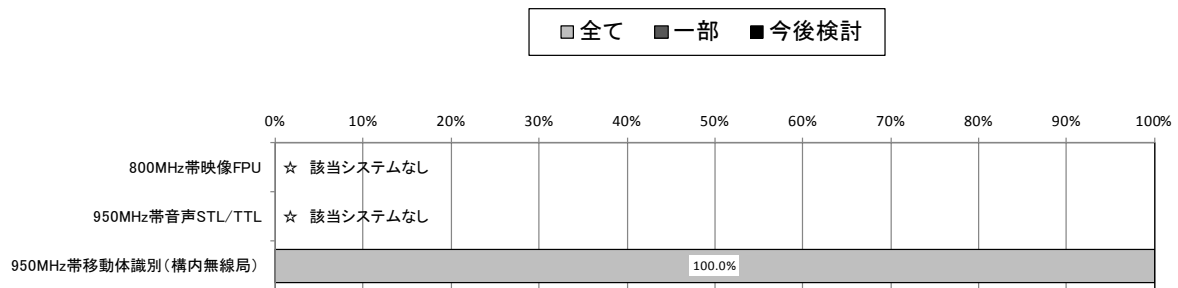 全て 一部 今後検討
0% 10% 20% 30% 40% 50% 60% 70% 80% 90% 100%
800MHz帯映像FPU ☆ 該当システムなし
950MHz帯音声STL/TTL ☆ 該当システムなし
950MHz帯移動体識別(構内無線局) 100.0%